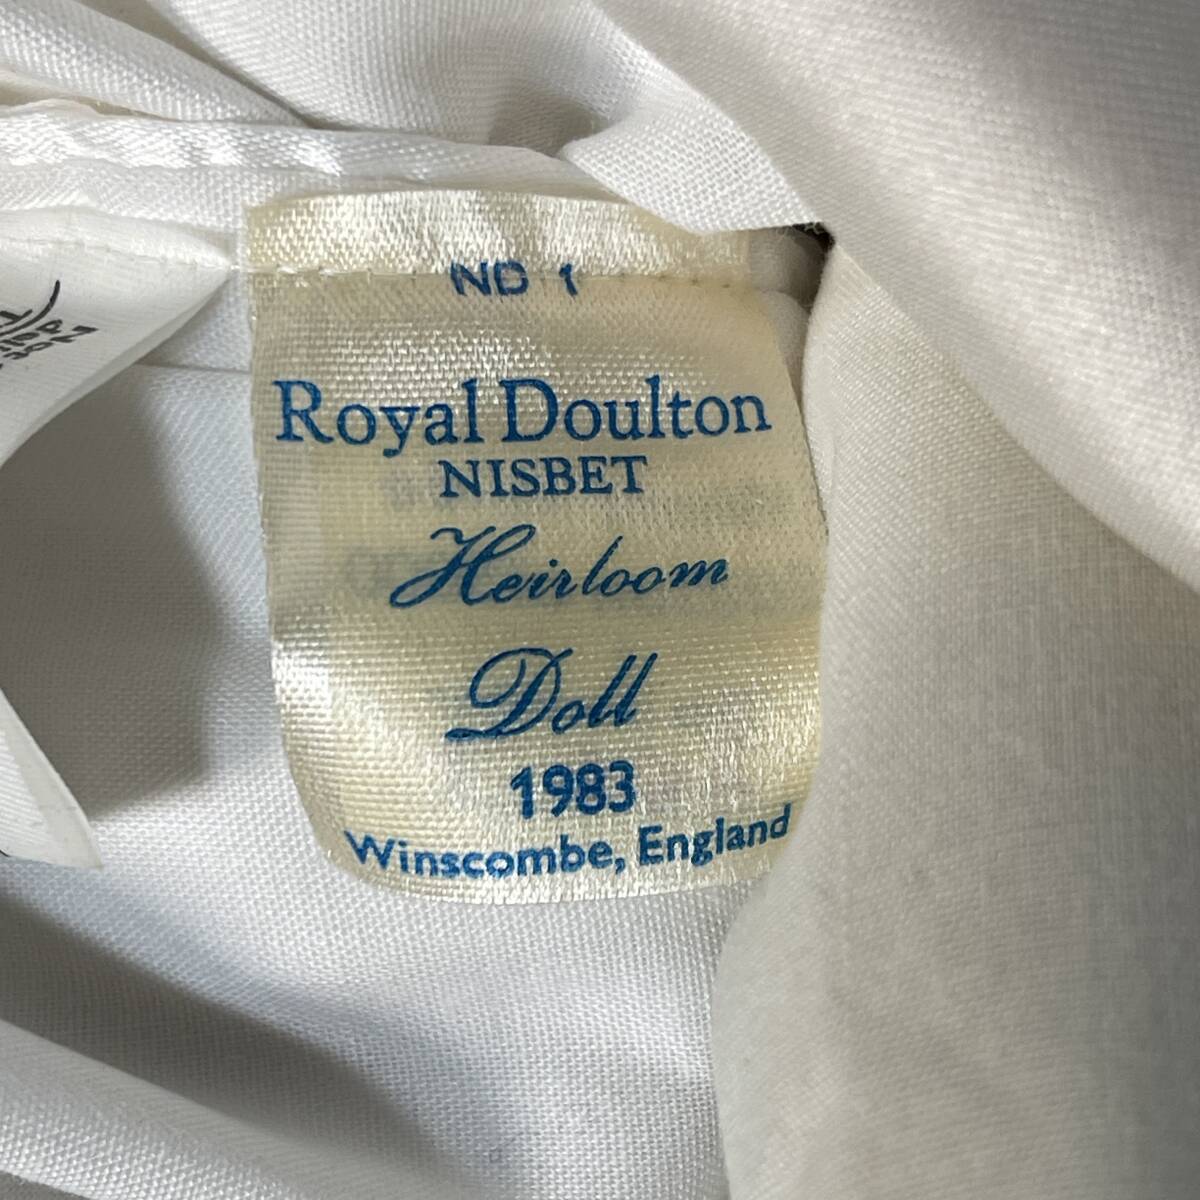 ND 1
Royal Doulton
NISBET
Heirloom
Doll
1983
Winscombe, England